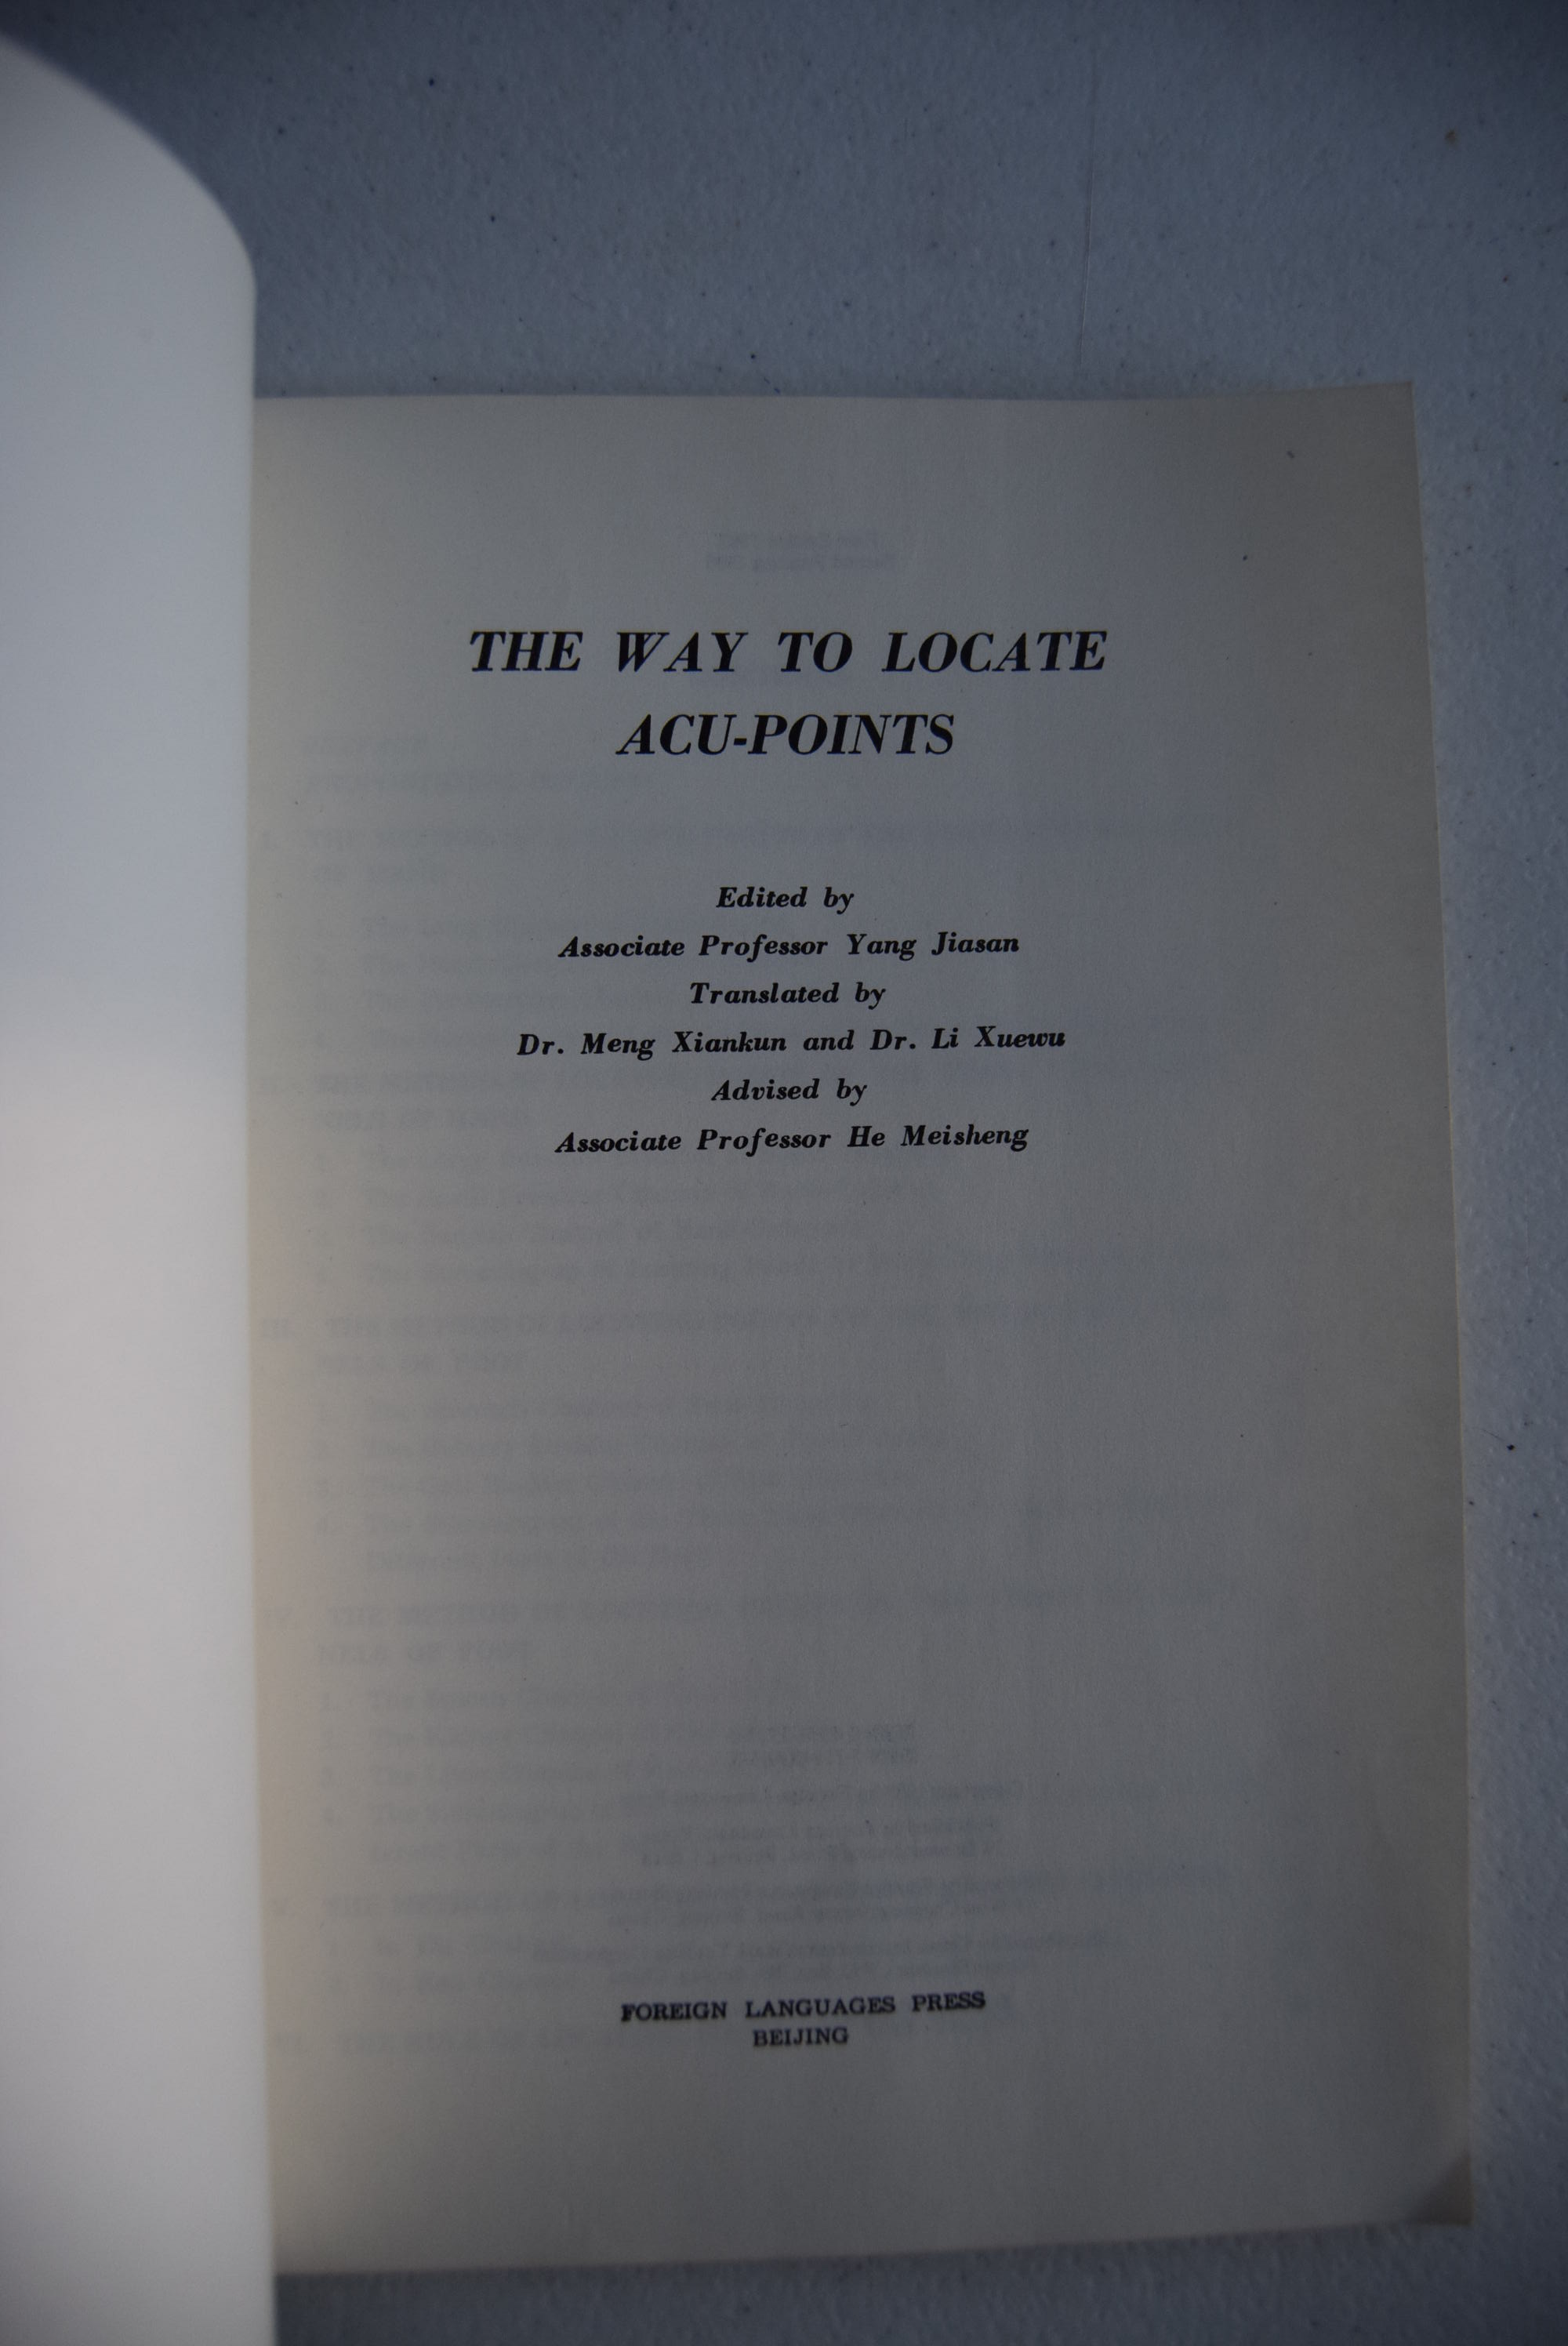 THE WAY TO LOCATE
ACU-POINTS
Edited by
Associate Professor Yang Jiasan
Translated by
Dr. Meng Xiankun and Dr. Li Xuewu
Advised by
Associate Professor He Meisheng
FOREIGN LANGUAGES PRESS
BEIJING